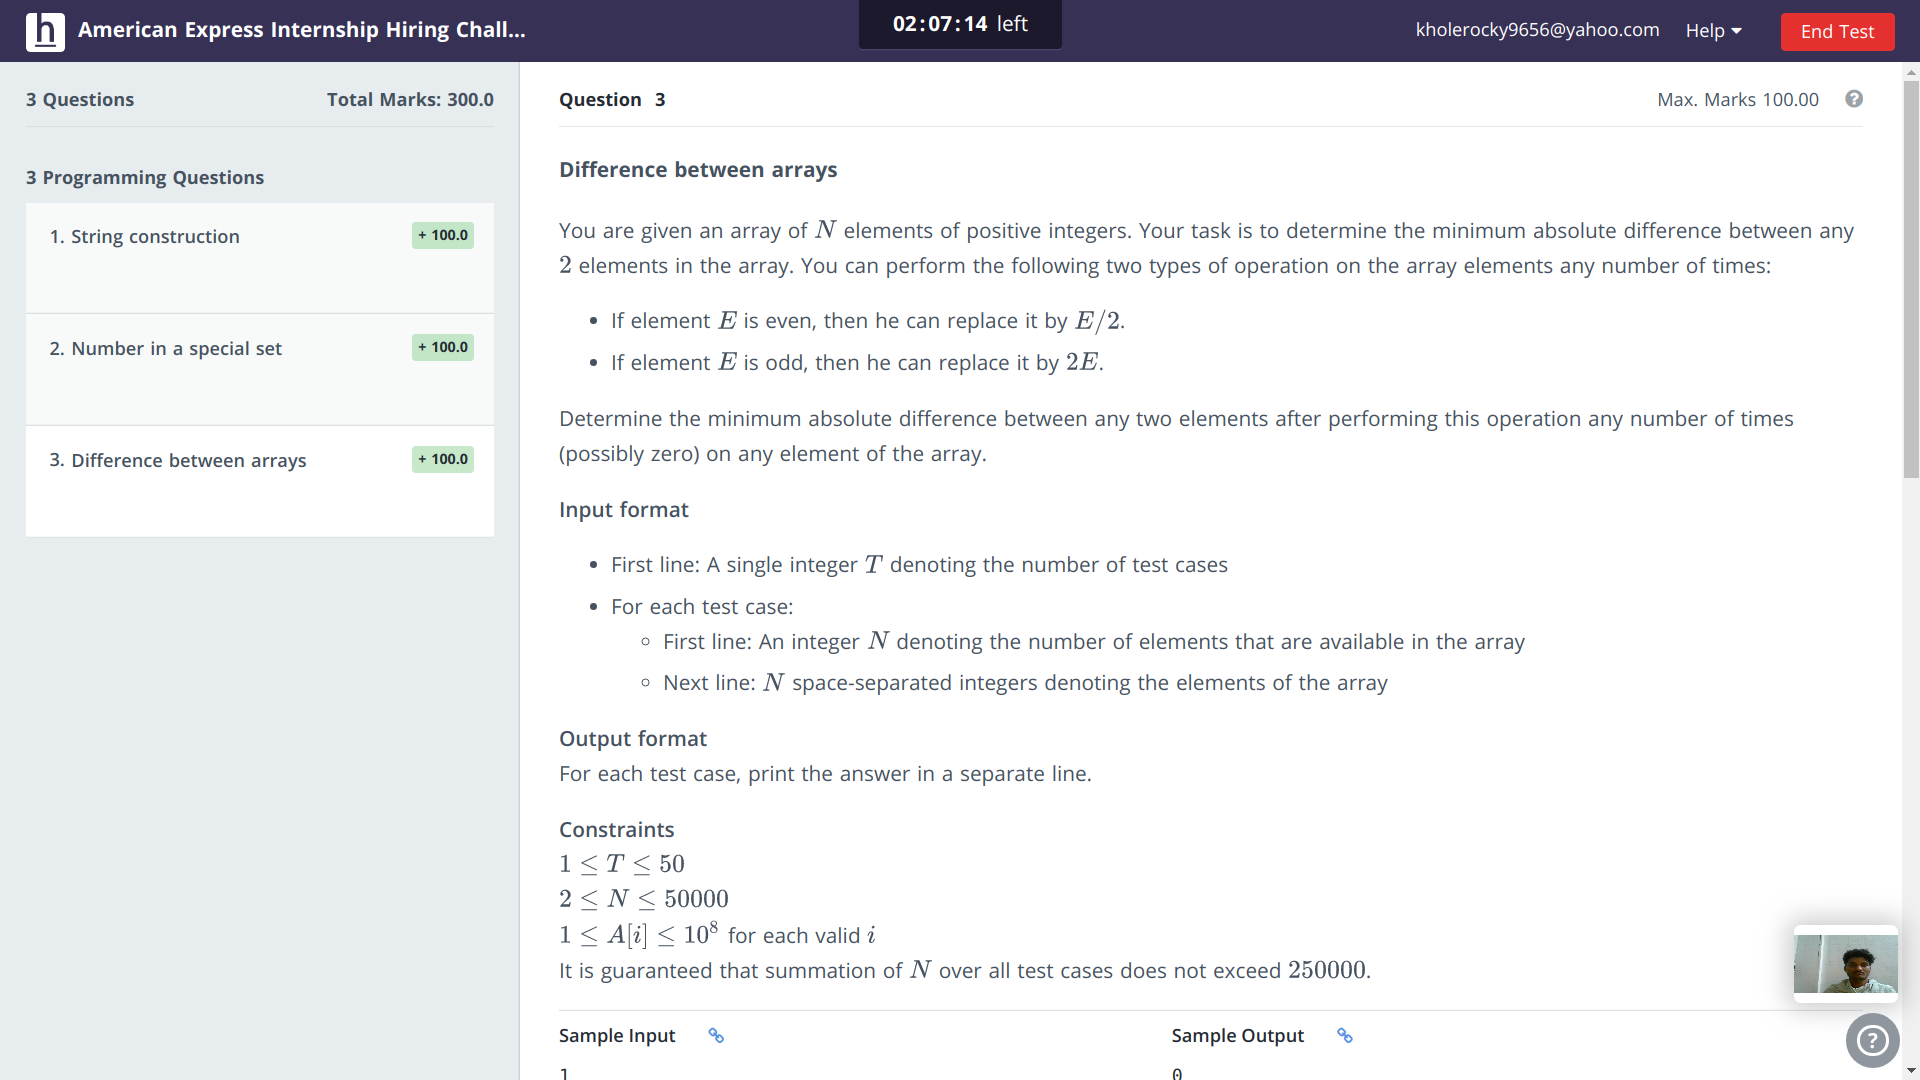 h American Express Internship Hiring Chall...
02:07:14 left
kholerocky9656@yahoo.com
Help
End Test
3 Questions
Total Marks: 300.0
3 Programming Questions
1. String construction
+ 100.0
2. Number in a special set
+ 100.0
3. Difference between arrays
+ 100.0
Question 3
Max. Marks 100.00
?
Difference between arrays
You are given an array of N elements of positive integers. Your task is to determine the minimum absolute difference between any
2 elements in the array. You can perform the following two types of operation on the array elements any number of times:
• If element E is even, then he can replace it by E/2.
• If element E is odd, then he can replace it by 2E.
Determine the minimum absolute difference between any two elements after performing this operation any number of times
(possibly zero) on any element of the array.
Input format
• First line: A single integer T denoting the number of test cases
• For each test case:
◦ First line: An integer N denoting the number of elements that are available in the array
◦ Next line: N space-separated integers denoting the elements of the array
Output format
For each test case, print the answer in a separate line.
Constraints
1 ≤ T ≤ 50
2 ≤ N ≤ 50000
1 ≤ A[i] ≤ 10⁸ for each valid i
It is guaranteed that summation of N over all test cases does not exceed 250000.
Sample Input
Sample Output
1
0
?